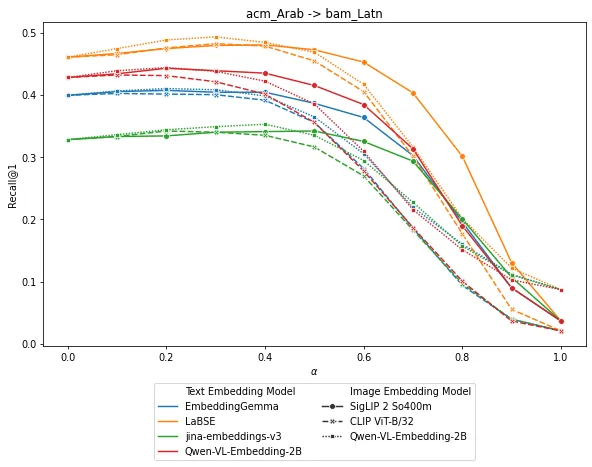 acm_Arab -> bam_Latn
Recall@1
0.5
0.4
0.3
0.2
0.1
0.0
0.0 0.2 0.4 0.6 0.8 1.0
α
Text Embedding Model Image Embedding Model
EmbeddingGemma SigLIP 2 So400m
LaBSE CLIP ViT-B/32
jina-embeddings-v3 Qwen-VL-Embedding-2B
Qwen-VL-Embedding-2B